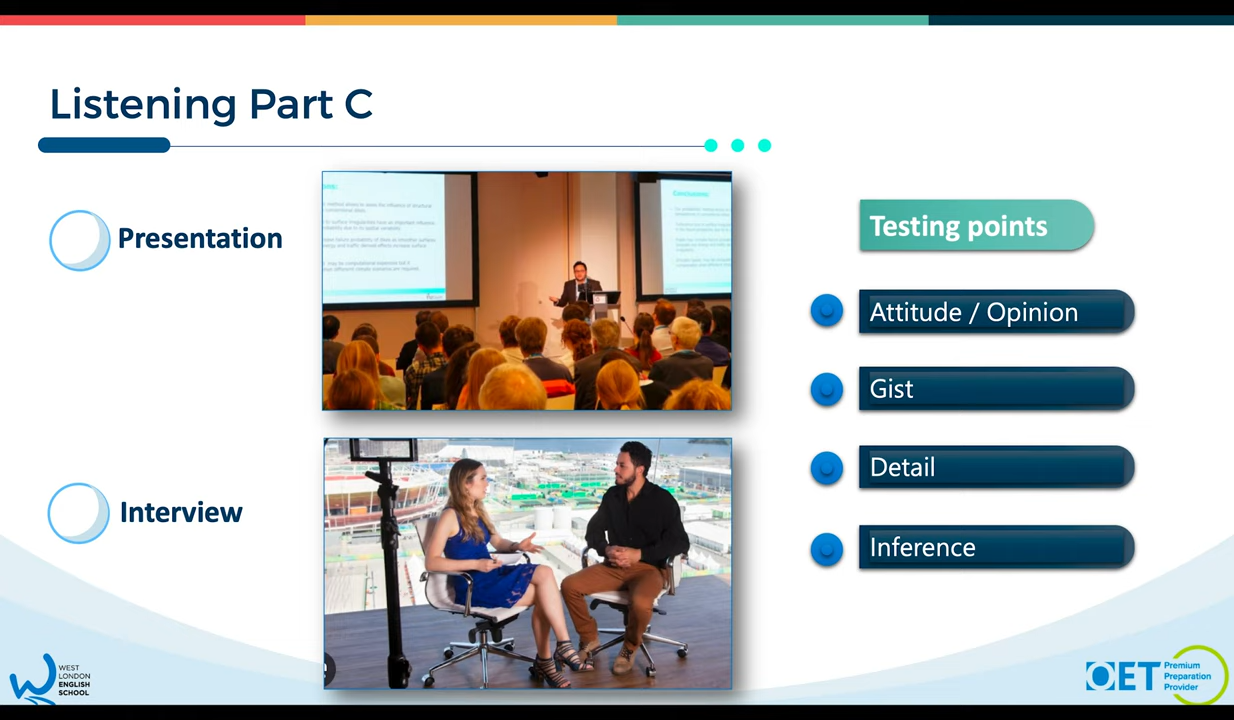 Listening Part C
Presentation
Interview
Testing points
Attitude / Opinion
Gist
Detail
Inference
WEST
LONDON
ENGLISH
SCHOOL
OET Premium
Preparation
Provider